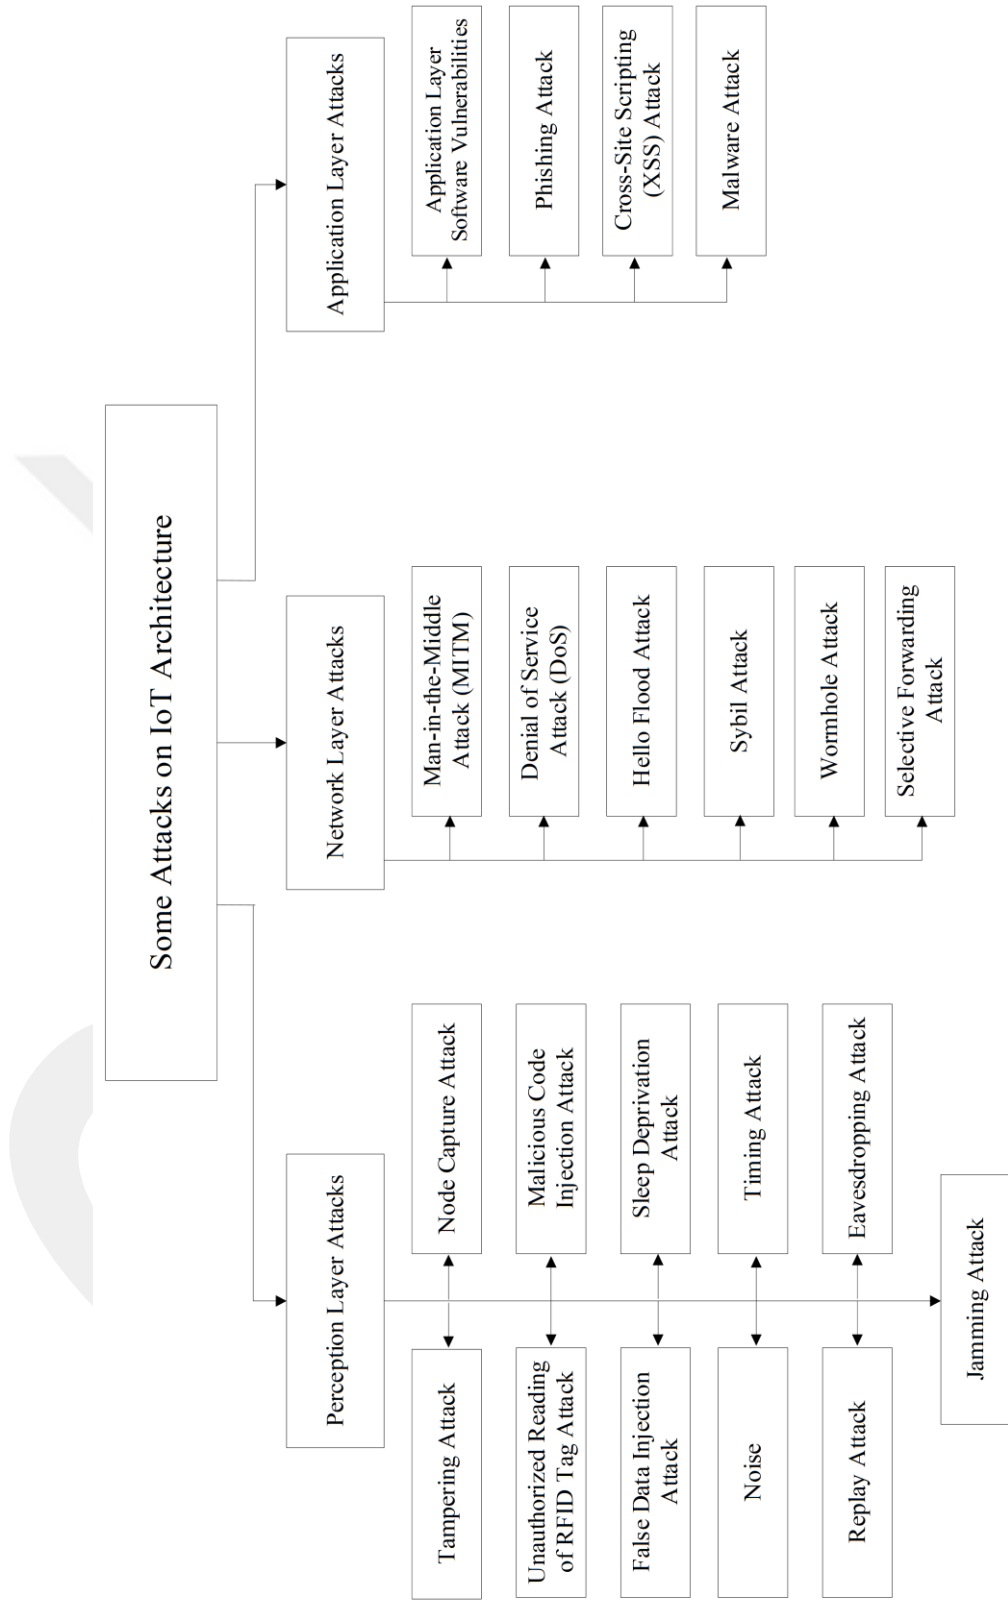 Some Attacks on IoT Architecture
Perception Layer Attacks
Tampering Attack
Node Capture Attack
Unauthorized Reading
of RFID Tag Attack
Malicious Code
Injection Attack
False Data Injection
Attack
Sleep Deprivation
Attack
Noise
Timing Attack
Replay Attack
Eavesdropping Attack
Jamming Attack
Network Layer Attacks
Man-in-the-Middle
Attack (MITM)
Denial of Service
Attack (DoS)
Hello Flood Attack
Sybil Attack
Wormhole Attack
Selective Forwarding
Attack
Application Layer Attacks
Application Layer
Software Vulnerabilities
Phishing Attack
Cross-Site Scripting
(XSS) Attack
Malware Attack